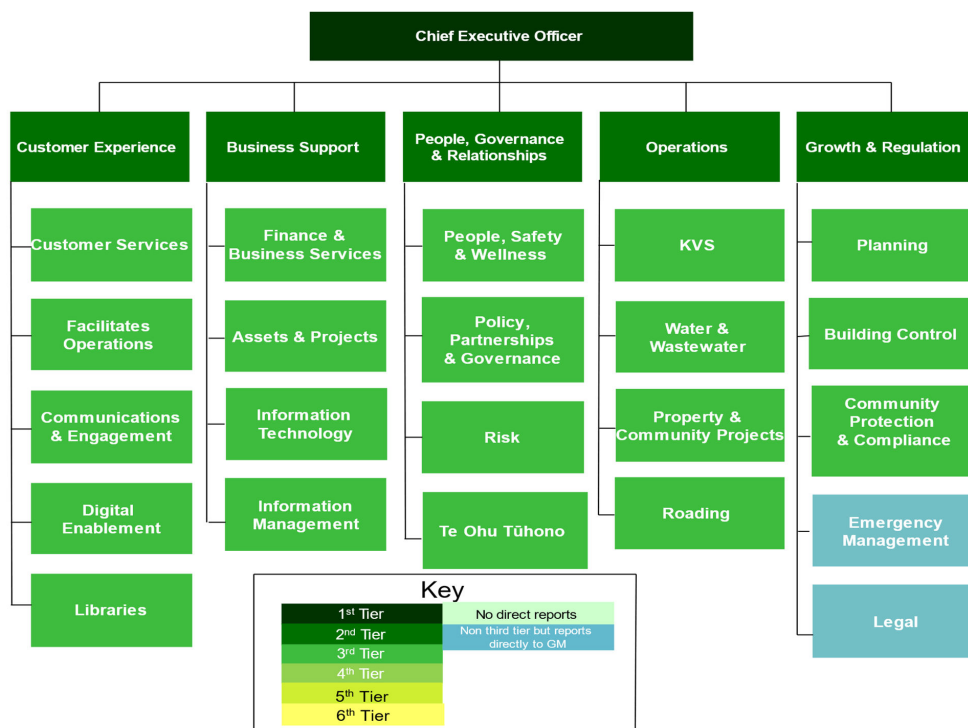 Chief Executive Officer
Customer Experience
Business Support
People, Governance
& Relationships
Operations
Growth & Regulation
Customer Services
Facilitates
Operations
Communications
& Engagement
Digital
Enablement
Libraries
Finance &
Business Services
Assets & Projects
Information
Technology
Information
Management
People, Safety
& Wellness
Policy,
Partnerships
& Governance
Risk
Te Ohu Tūhono
KVS
Water &
Wastewater
Property &
Community Projects
Roading
Planning
Building Control
Community
Protection
& Compliance
Emergency
Management
Legal
Key
1st Tier
2nd Tier
3rd Tier
4th Tier
5th Tier
6th Tier
No direct reports
Non third tier but reports
directly to GM